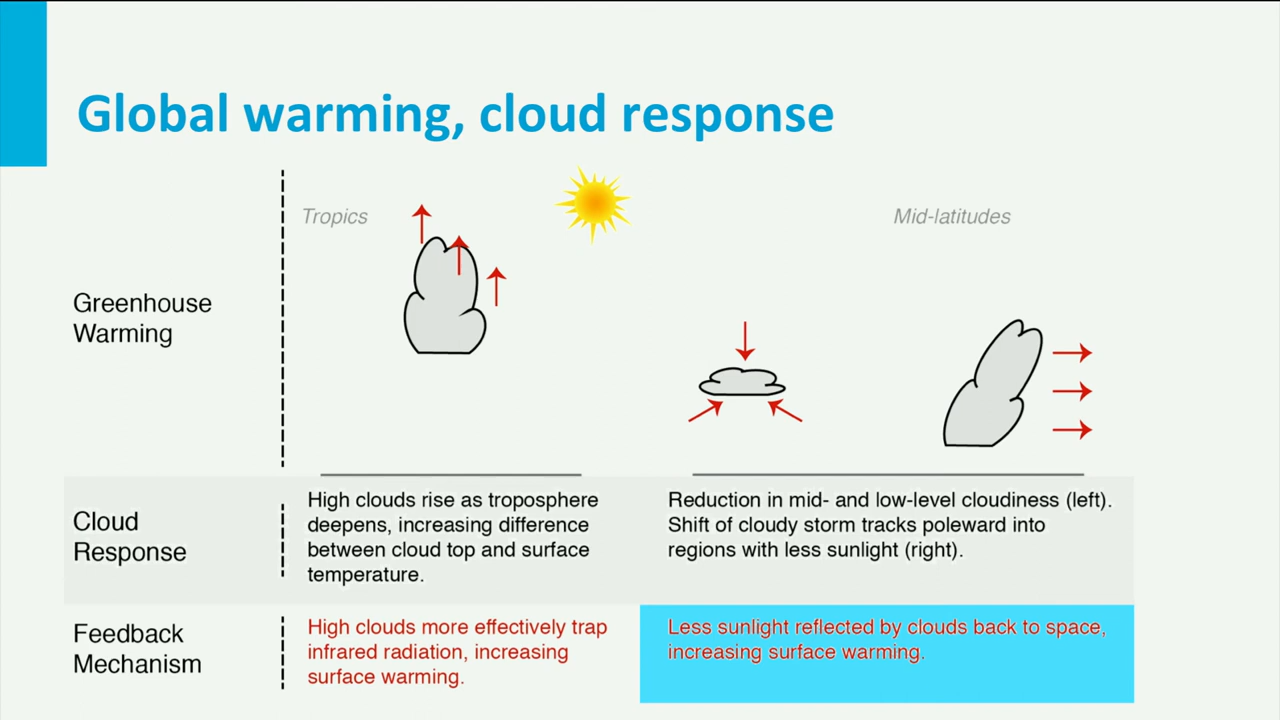 Global warming, cloud response
Tropics
Mid-latitudes
Greenhouse
Warming
Cloud
Response
High clouds rise as troposphere
deepens, increasing difference
between cloud top and surface
temperature.
Reduction in mid- and low-level cloudiness (left).
Shift of cloudy storm tracks poleward into
regions with less sunlight (right).
Feedback
Mechanism
High clouds more effectively trap
infrared radiation, increasing
surface warming.
Less sunlight reflected by clouds back to space,
increasing surface warming.